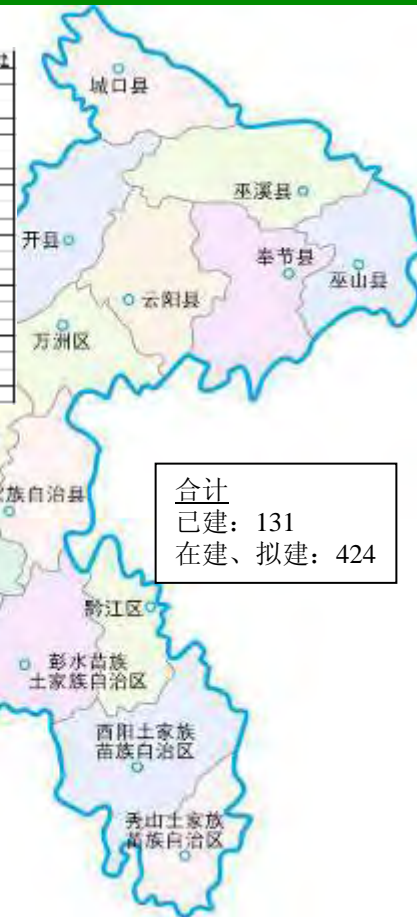 城口县
巫溪县
开县
奉节县
巫山县
云阳县
万洲区
族自治县
合计
已建：131
在建、拟建：424
黔江区
彭水苗族
土家族自治区
酉阳土家族
苗族自治区
秀山土家族
苗族自治区